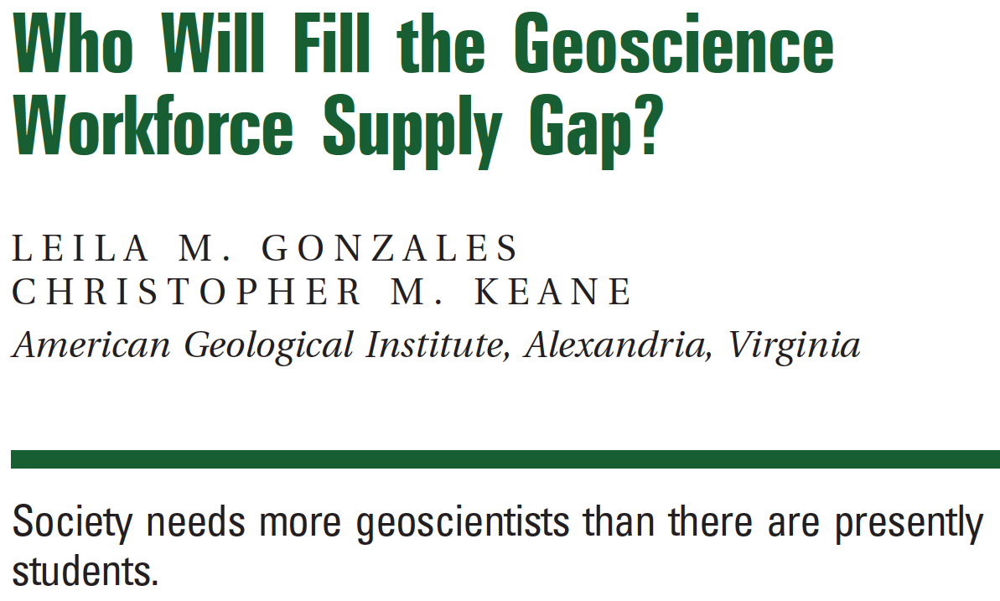 Who Will Fill the Geoscience
Workforce Supply Gap?
LEILA M. GONZALES
CHRISTOPHER M. KEANE
American Geological Institute, Alexandria, Virginia
Society needs more geoscientists than there are presently
students.